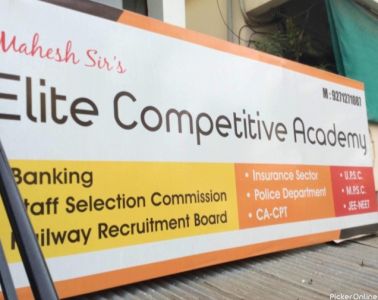 Mahesh Sir's
M: 9271271087
Elite Competitive Academy
Banking
Staff Selection Commission
Railway Recruitment Board
• Insurance Sector
• Police Department
• CA-CPT
• U.P.S.C.
• M.P.S.C.
• JEE-NEET
PickerOnline